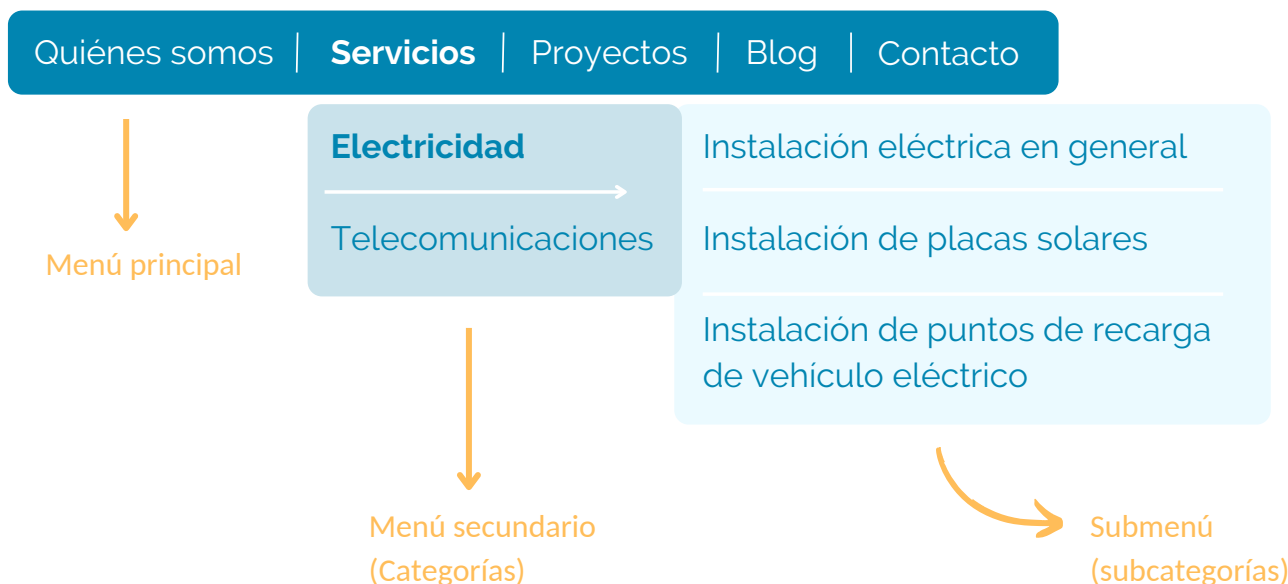 Quiénes somos | Servicios | Proyectos | Blog | Contacto
Electricidad
Telecomunicaciones
Instalación eléctrica en general
Instalación de placas solares
Instalación de puntos de recarga
de vehículo eléctrico
Menú principal
Menú secundario
(Categorías)
Submenú
(subcategorías)